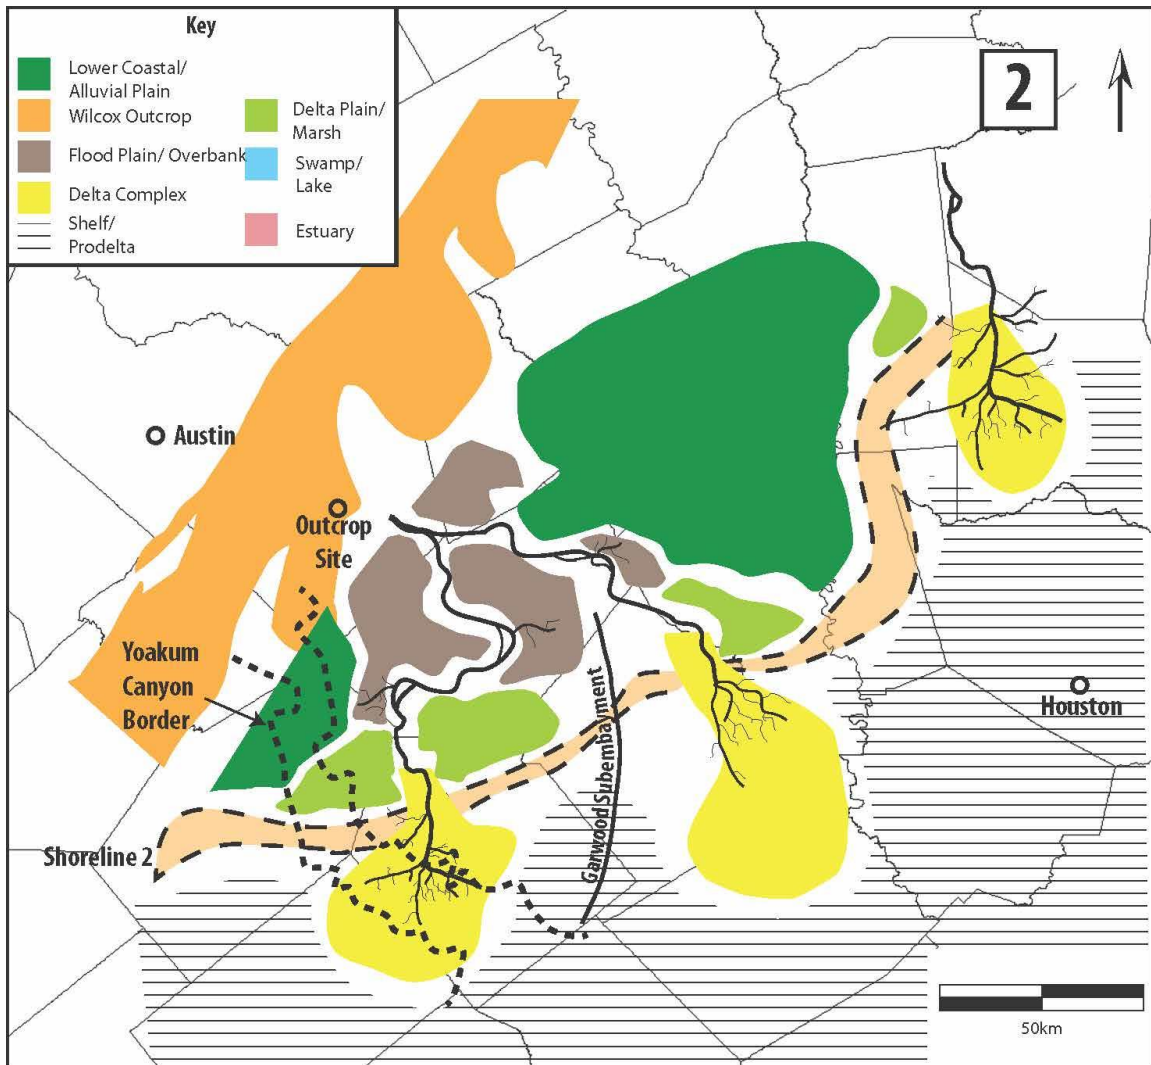 Key
Lower Coastal/
Alluvial Plain
Wilcox Outcrop
Flood Plain/ Overbank
Delta Complex
Shelf/
Prodelta
Delta Plain/
Marsh
Swamp/
Lake
Estuary
2
Austin
Outcrop
Site
Yoakum
Canyon
Border
Houston
Garwood Subembayment
Shoreline 2
50km